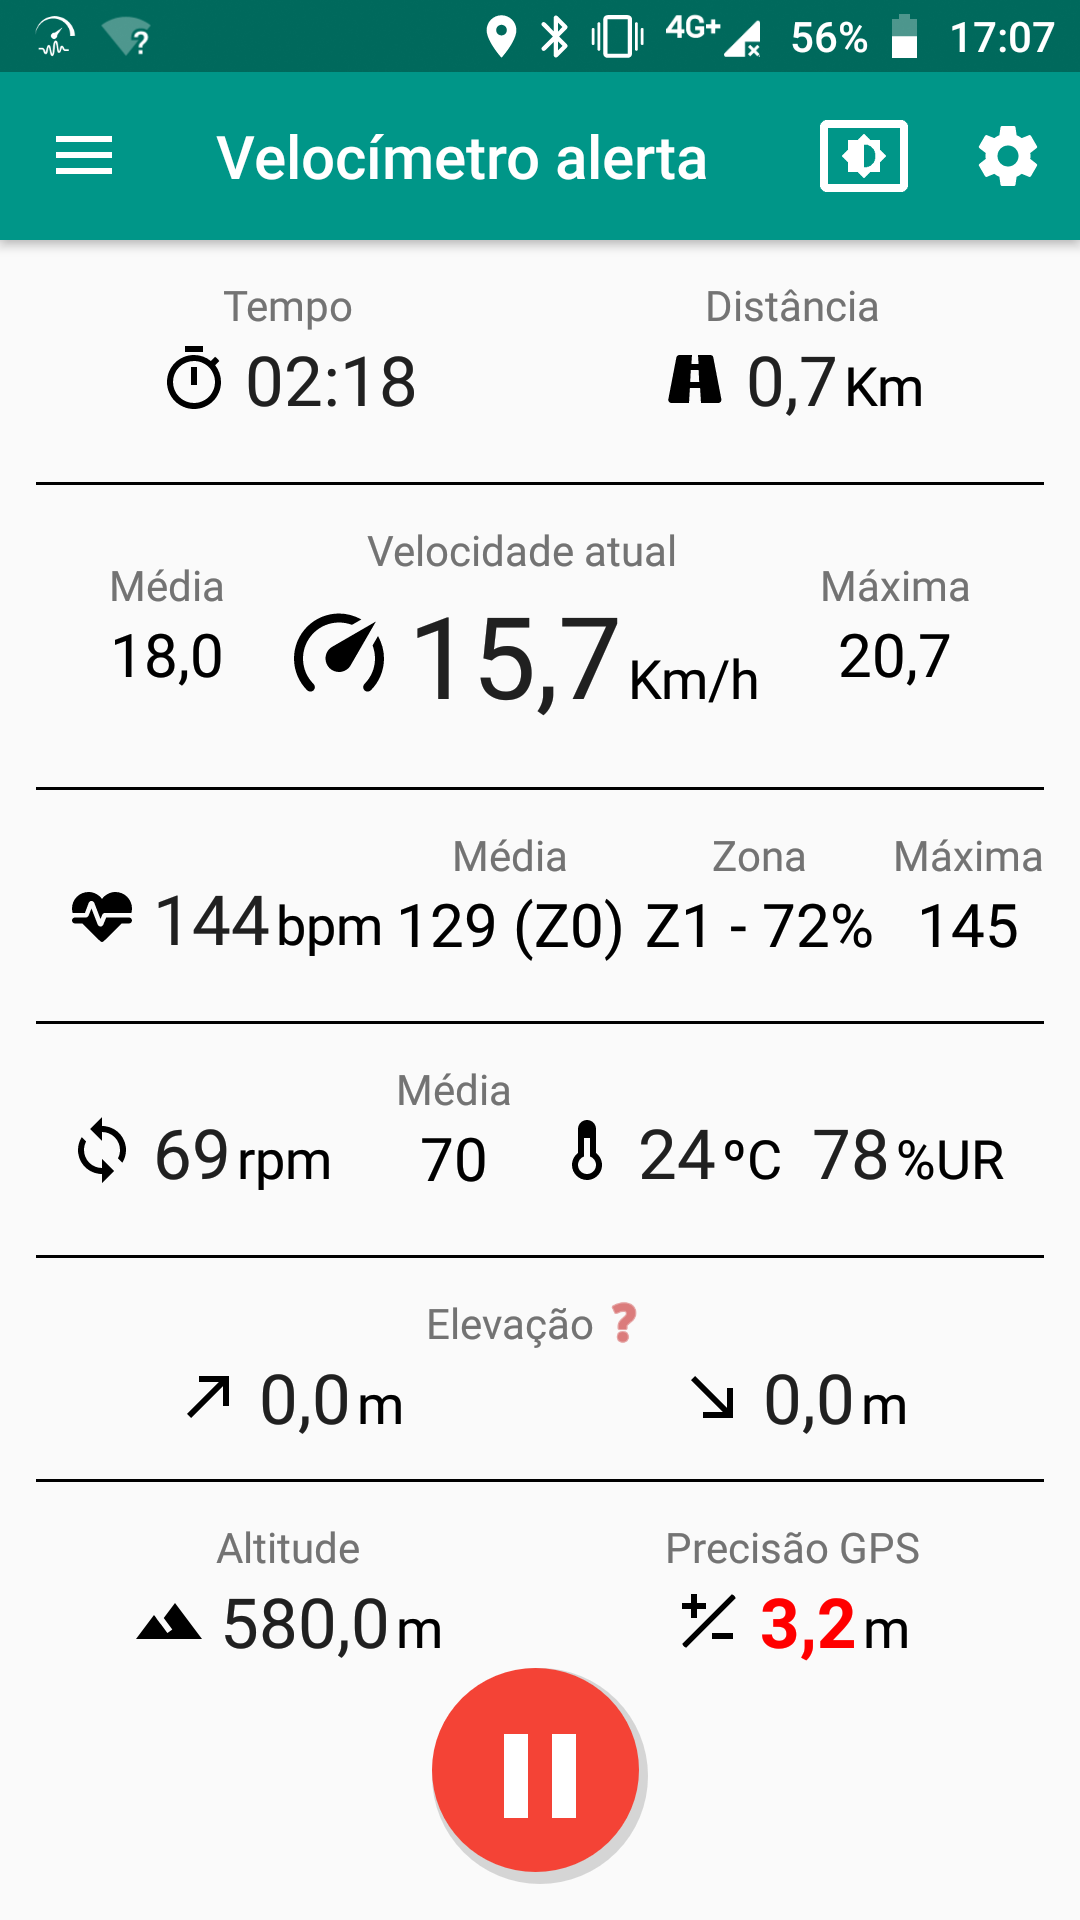 4G+ 56% 17:07
Velocímetro alerta
Tempo Distância
02:18 0,7 Km
Velocidade atual
Média Máxima
18,0 15,7 Km/h 20,7
Média Zona Máxima
144 bpm 129 (Z0) Z1 - 72% 145
Média
69 rpm 70 24 ºC 78 %UR
Elevação ❓
0,0 m 0,0 m
Altitude Precisão GPS
580,0 m 3,2 m